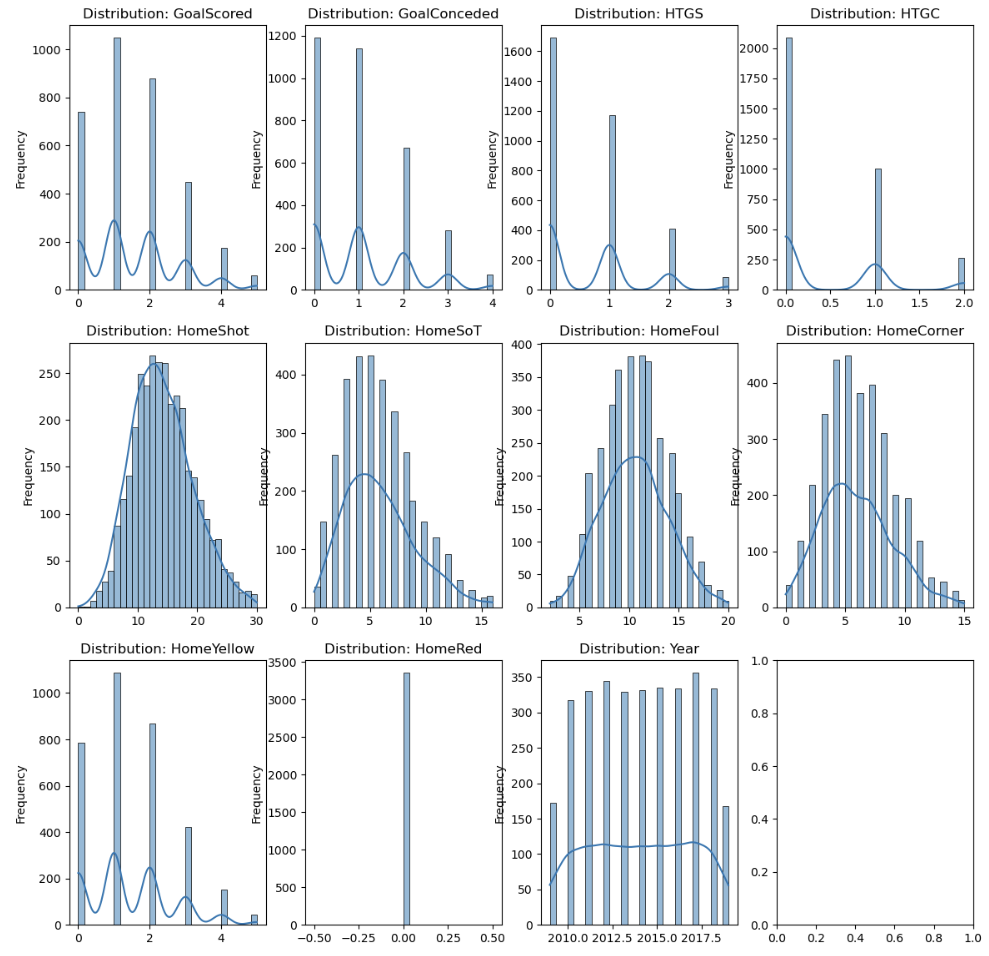 Distribution: GoalScored
Frequency
1000
800
600
400
200
0
0 2 4
Distribution: GoalConceded
Frequency
1200
1000
800
600
400
200
0
0 1 2 3 4
Distribution: HTGS
Frequency
1600
1400
1200
1000
800
600
400
200
0
0 1 2 3
Distribution: HTGC
Frequency
2000
1750
1500
1250
1000
750
500
250
0
0.0 0.5 1.0 1.5 2.0
Distribution: HomeShot
Frequency
250
200
150
100
50
0
0 10 20 30
Distribution: HomeSoT
Frequency
400
300
200
100
0
0 5 10 15
Distribution: HomeFoul
Frequency
400
350
300
250
200
150
100
50
0
5 10 15 20
Distribution: HomeCorner
Frequency
400
300
200
100
0
0 5 10 15
Distribution: HomeYellow
Frequency
1000
800
600
400
200
0
0 2 4
Distribution: HomeRed
Frequency
3500
3000
2500
2000
1500
1000
500
0
−0.50 −0.25 0.00 0.25 0.50
Distribution: Year
Frequency
350
300
250
200
150
100
50
0
2010.0 2012.5 2015.0 2017.5
1.0
0.8
0.6
0.4
0.2
0.0
0.0 0.2 0.4 0.6 0.8 1.0